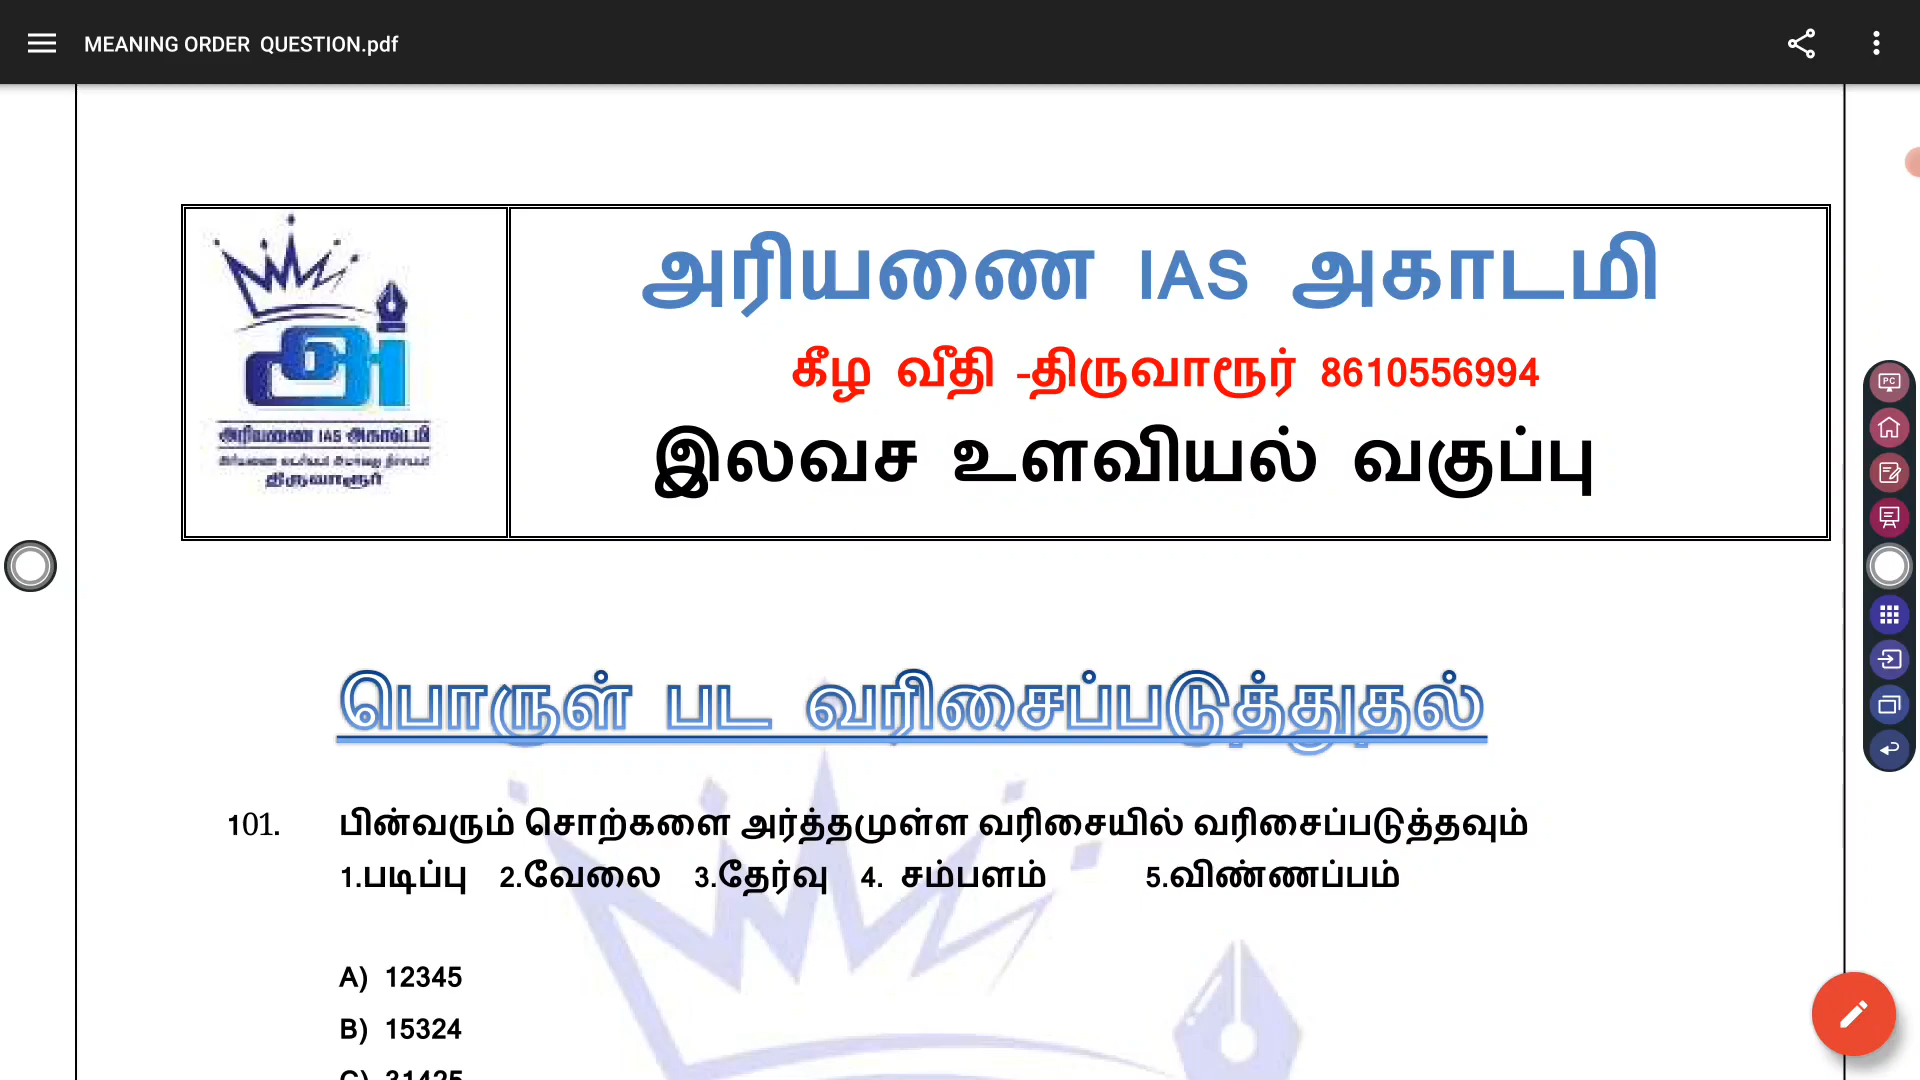 MEANING ORDER QUESTION.pdf
அரியணை IAS அகாடமி
கீழ வீதி -திருவாரூர் 8610556994
இலவச உளவியல் வகுப்பு
அ
அரியணை IAS அகாடெமி
திருவாரூர்
பொருள் பட வரிசைப்படுத்துதல்
101. பின்வரும் சொற்களை அர்த்தமுள்ள வரிசையில் வரிசைப்படுத்தவும்
1.படிப்பு 2.வேலை 3.தேர்வு 4. சம்பளம் 5.விண்ணப்பம்
A) 12345
B) 15324
C) 31425
PC